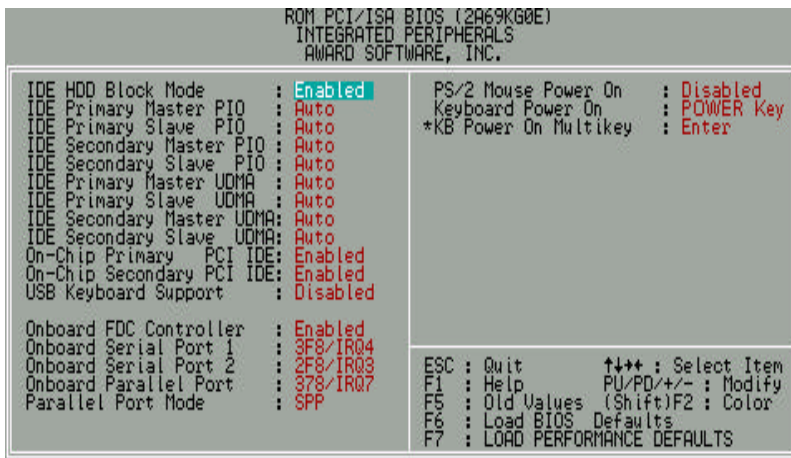 ROM PCI/ISA BIOS (2A69KG0E)
INTEGRATED PERIPHERALS
AWARD SOFTWARE, INC.
IDE HDD Block Mode : Enabled
IDE Primary Master PIO : Auto
IDE Primary Slave PIO : Auto
IDE Secondary Master PIO : Auto
IDE Secondary Slave PIO : Auto
IDE Primary Master UDMA : Auto
IDE Primary Slave UDMA : Auto
IDE Secondary Master UDMA: Auto
IDE Secondary Slave UDMA: Auto
On-Chip Primary PCI IDE: Enabled
On-Chip Secondary PCI IDE: Enabled
USB Keyboard Support : Disabled
Onboard FDC Controller : Enabled
Onboard Serial Port 1 : 3F8/IRQ4
Onboard Serial Port 2 : 2F8/IRQ3
Onboard Parallel Port : 378/IRQ7
Parallel Port Mode : SPP
PS/2 Mouse Power On : Disabled
Keyboard Power On : POWER Key
*KB Power On Multikey : Enter
ESC : Quit ↑↓→← : Select Item
F1 : Help PU/PD/+/- : Modify
F5 : Old Values (Shift)F2 : Color
F6 : Load BIOS Defaults
F7 : LOAD PERFORMANCE DEFAULTS